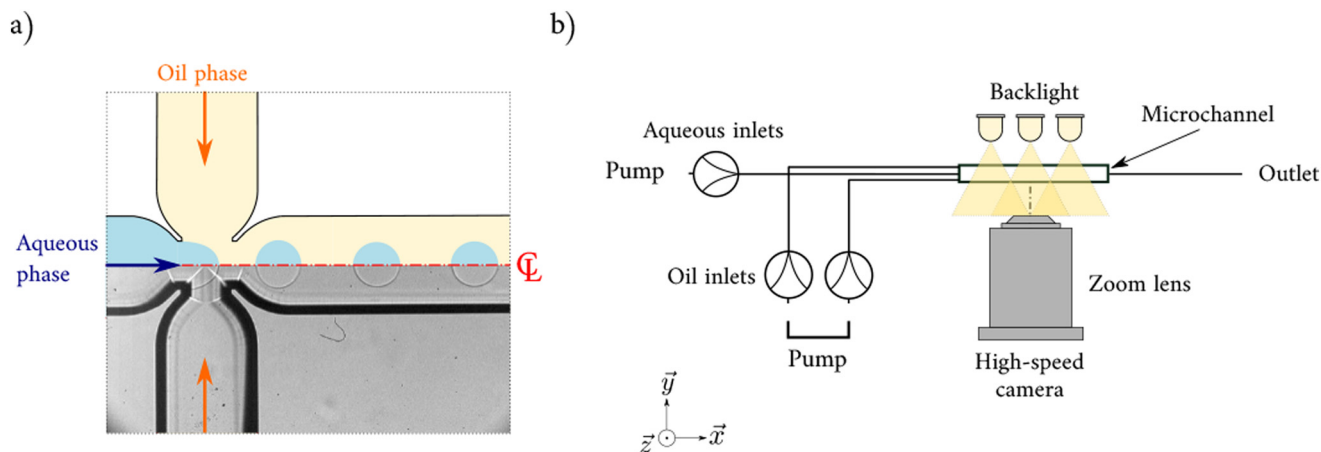 a)
Oil phase
Aqueous
phase
℄
b)
Backlight
Microchannel
Aqueous inlets
Pump
Outlet
Oil inlets
Zoom lens
Pump
High-speed
camera
y⃗
z⃗
x⃗